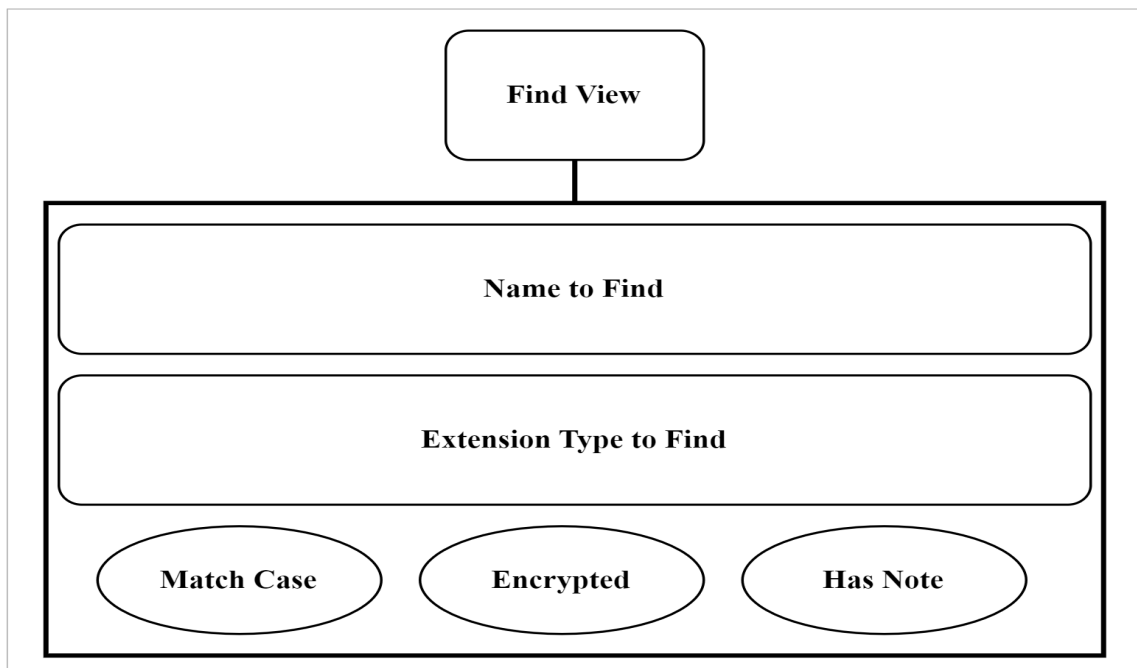 Find View
Name to Find
Extension Type to Find
Match Case
Encrypted
Has Note